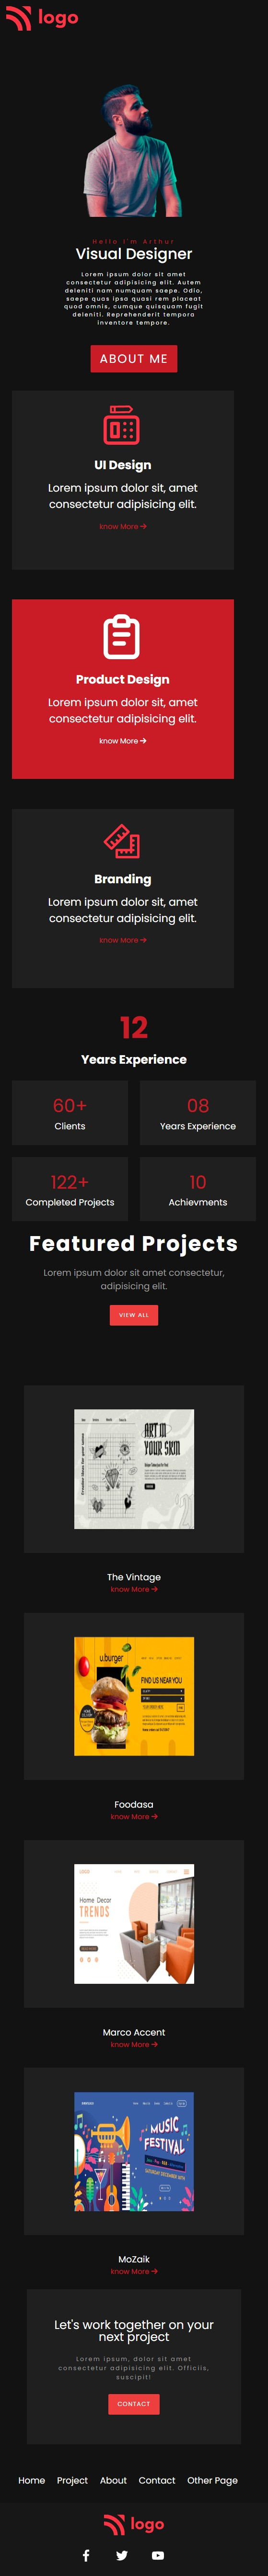 logo
Hello I'm Arthur
Visual Designer
Lorem ipsum dolor sit amet
consectetur adipisicing elit. Autem
deleniti nam numquam saepe. Odio,
saepe quos ipsa quasi rem placeat
quod omnis, cumque quisquam fugit
deleniti. Reprehenderit tempora
inventore tempore.
ABOUT ME
UI Design
Lorem ipsum dolor sit, amet
consectetur adipisicing elit.
know More →
Product Design
Lorem ipsum dolor sit, amet
consectetur adipisicing elit.
know More →
Branding
Lorem ipsum dolor sit, amet
consectetur adipisicing elit.
know More →
12
Years Experience
60+
Clients
08
Years Experience
122+
Completed Projects
10
Achievments
Featured Projects
Lorem ipsum dolor sit amet consectetur,
adipisicing elit.
VIEW ALL
ART IN
YOUR SKIN
The Vintage
know More →
u.burger
FIND US NEAR YOU
Foodasa
know More →
Home Decor
TRENDS
Marco Accent
know More →
MUSIC
FESTIVAL
MoZaik
know More →
Let's work together on your
next project
Lorem ipsum, dolor sit amet
consectetur adipisicing elit. Officiis,
suscipit!
CONTACT
Home Project About Contact Other Page
logo